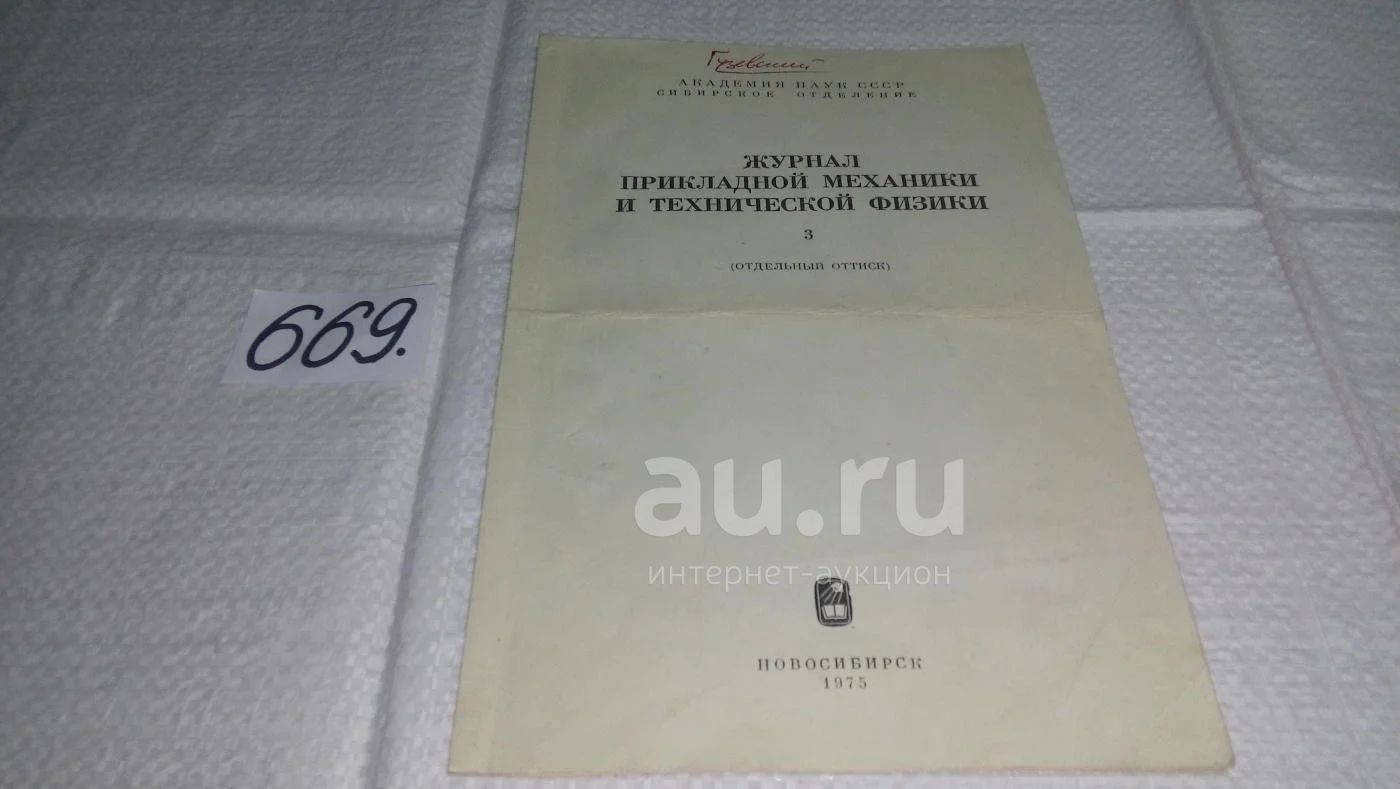 Гузевский
АКАДЕМИЯ НАУК СССР
СИБИРСКОЕ ОТДЕЛЕНИЕ
ЖУРНАЛ
ПРИКЛАДНОЙ МЕХАНИКИ
И ТЕХНИЧЕСКОЙ ФИЗИКИ
3
(ОТДЕЛЬНЫЙ ОТТИСК)
669.
au.ru
интернет-аукцион
НОВОСИБИРСК
1975